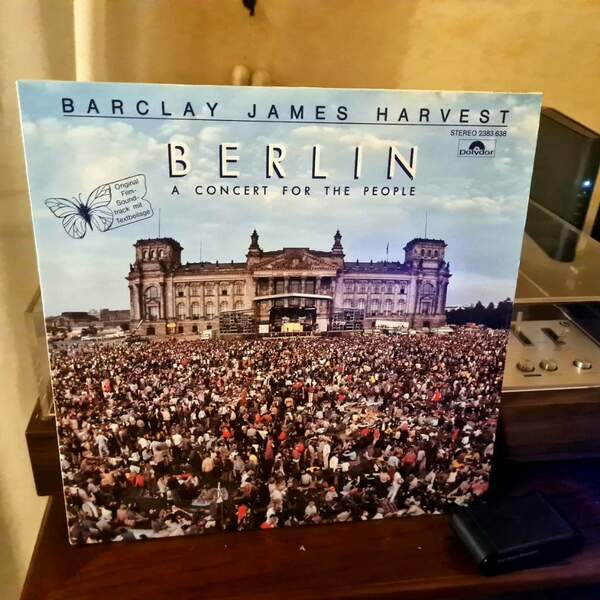 BARCLAY JAMES HARVEST
STEREO 2383 638
Polydor
BERLIN
A CONCERT FOR THE PEOPLE
Original
Film-
Sound-
track mit
Textbeilage